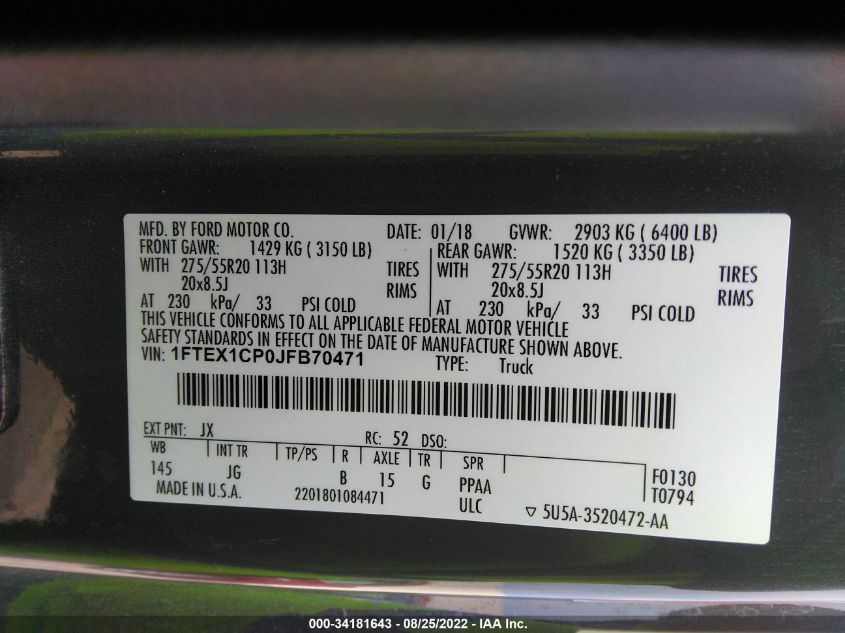 MFD. BY FORD MOTOR CO. DATE: 01/18 GVWR: 2903 KG ( 6400 LB)
FRONT GAWR: 1429 KG ( 3150 LB) REAR GAWR: 1520 KG ( 3350 LB)
WITH 275/55R20 113H TIRES WITH 275/55R20 113H TIRES
20x8.5J RIMS 20x8.5J RIMS
AT 230 kPa/ 33 PSI COLD AT 230 kPa/ 33 PSI COLD
THIS VEHICLE CONFORMS TO ALL APPLICABLE FEDERAL MOTOR VEHICLE
SAFETY STANDARDS IN EFFECT ON THE DATE OF MANUFACTURE SHOWN ABOVE.
VIN: 1FTEX1CP0JFB70471 TYPE: Truck
EXT PNT: JX RC: 52 DSO:
WB INT TR TP/PS R AXLE TR SPR F0130
145 JG B 15 G PPAA T0794
MADE IN U.S.A. 2201801084471 ULC ▽ 5U5A-3520472-AA
000-34181643 - 08/25/2022 - IAA Inc.